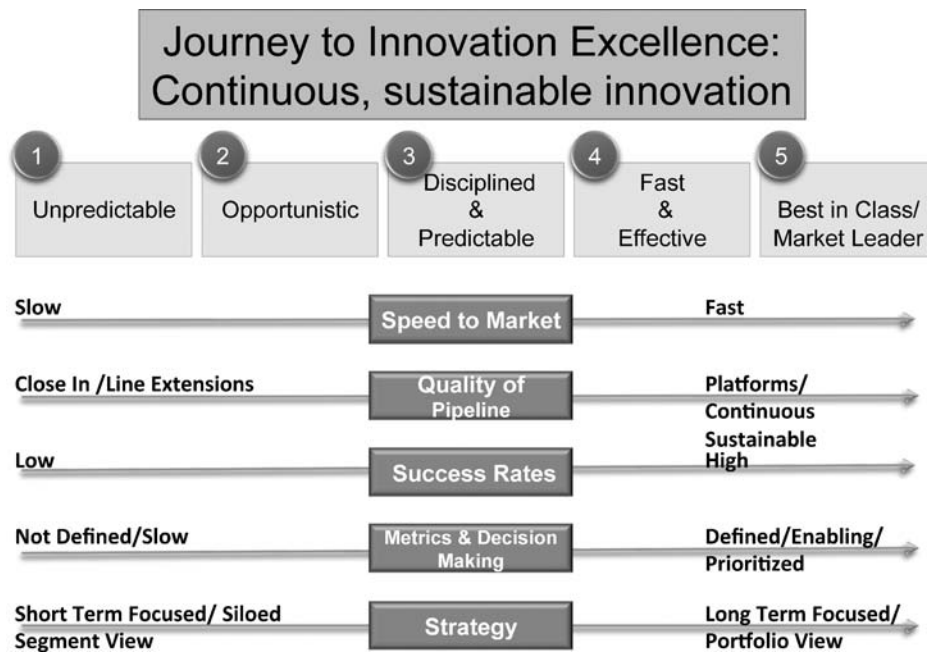 Journey to Innovation Excellence:
Continuous, sustainable innovation
1
Unpredictable
2
Opportunistic
3
Disciplined
&
Predictable
4
Fast
&
Effective
5
Best in Class/
Market Leader
Slow
Speed to Market
Fast
Close In /Line Extensions
Quality of
Pipeline
Platforms/
Continuous
Sustainable
Low
Success Rates
High
Not Defined/Slow
Metrics & Decision
Making
Defined/Enabling/
Prioritized
Short Term Focused/ Siloed
Segment View
Strategy
Long Term Focused/
Portfolio View